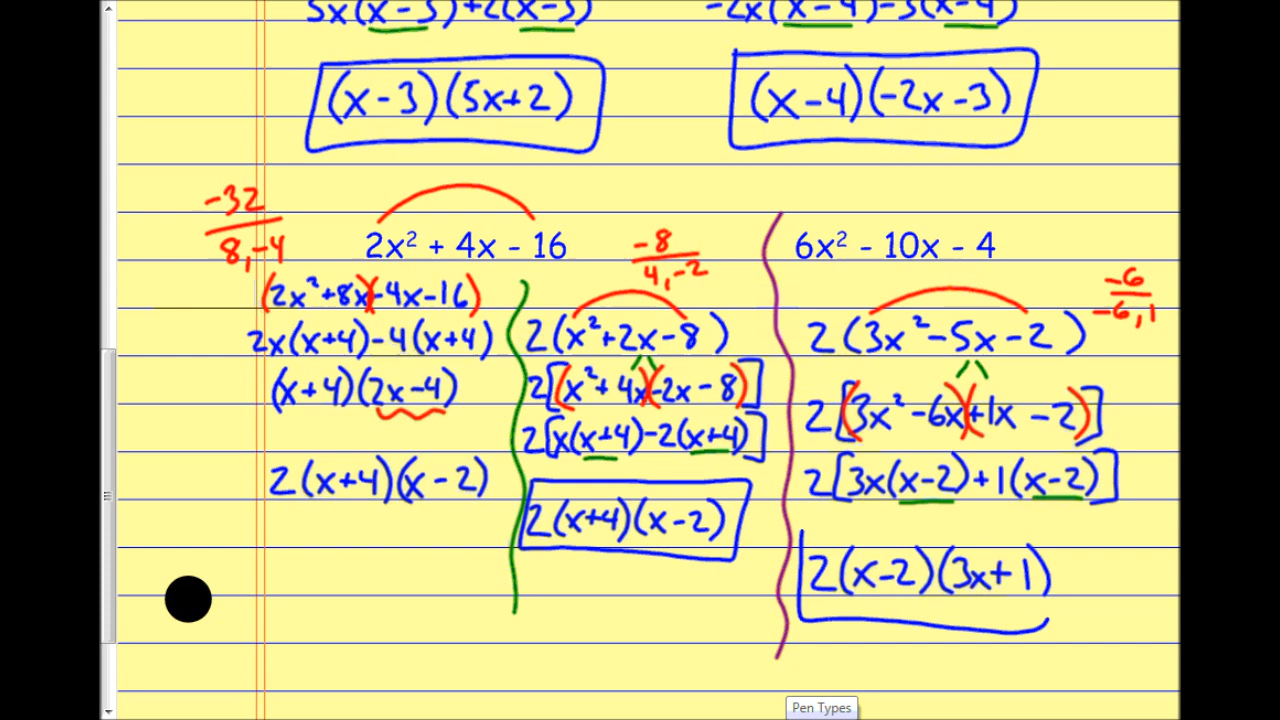 5x(x-3)+2(x-3)
-2x(x-4)-3(x-4)
(x-3)(5x+2)
(x-4)(-2x-3)
-32
8,-4
2x² + 4x - 16
(2x²+8x)(-4x-16)
2x(x+4)-4(x+4)
(x+4)(2x-4)
2(x+4)(x-2)
-8
4,-2
2(x²+2x-8)
2[(x²+4x)(-2x-8)]
2[x(x+4)-2(x+4)]
2(x+4)(x-2)
6x² - 10x - 4
-6
-6,1
2(3x²-5x-2)
2[(3x²-6x)(+1x-2)]
2[3x(x-2)+1(x-2)]
2(x-2)(3x+1)
Pen Types